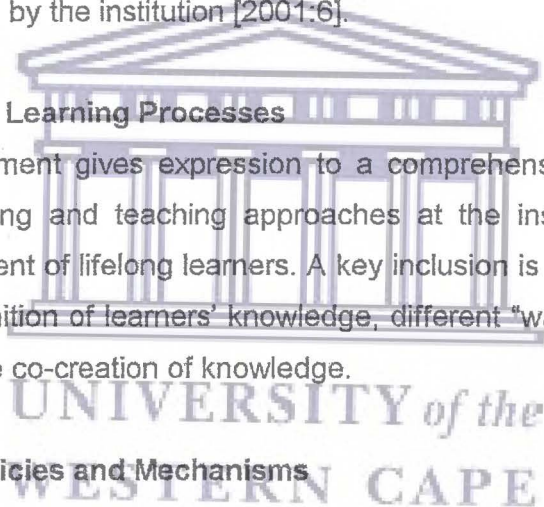 by the institution [2001:6].
Learning Processes
ment gives expression to a comprehens
ing and teaching approaches at the ins
ent of lifelong learners. A key inclusion is
ition of learners' knowledge, different "wa
e co-creation of knowledge.
UNIVERSITY of the
icies and Mechanisms
WESTERN CAPE